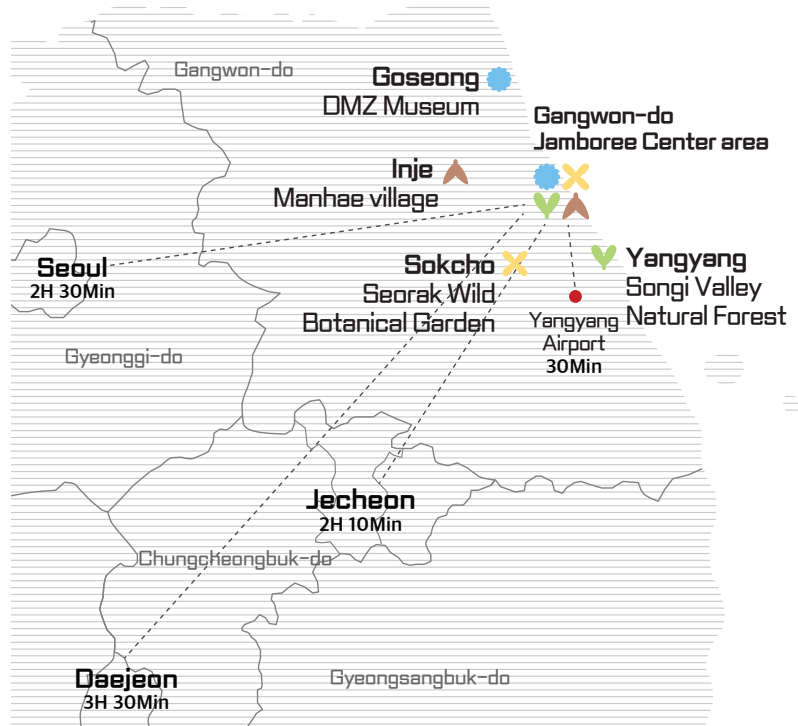 Gangwon-do
Goseong
DMZ Museum
Gangwon-do
Jamboree Center area
Inje
Manhae village
Seoul
2H 30Min
Sokcho
Seorak Wild
Botanical Garden
Yangyang
Songi Valley
Natural Forest
Yangyang
Airport
30Min
Gyeonggi-do
Jecheon
2H 10Min
Chungcheongbuk-do
Daejeon
3H 30Min
Gyeongsangbuk-do